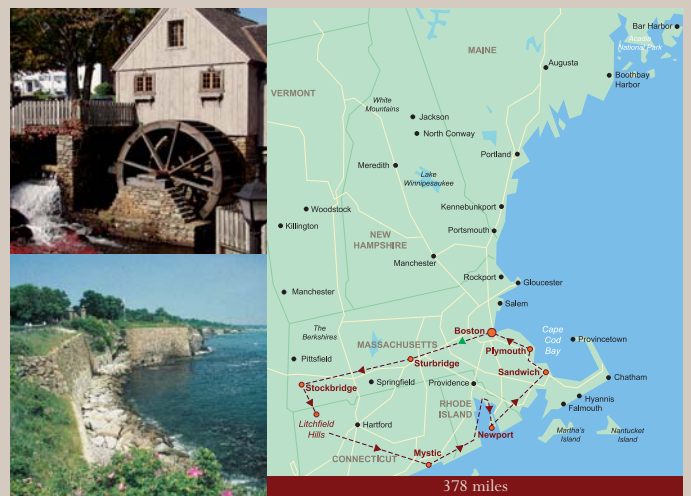 Bar Harbor
Acadia
National Park
MAINE
Augusta
Boothbay
Harbor
VERMONT
White
Mountains
Jackson
North Conway
Portland
Meredith
Lake
Winnipesaukee
Woodstock
Kennebunkport
Killington
Portsmouth
NEW
HAMPSHIRE
Manchester
Rockport
Gloucester
Manchester
Salem
Boston
Cape
Cod
Bay
The
Berkshires
MASSACHUSETTS
Provincetown
Plymouth
Pittsfield
Sturbridge
Sandwich
Stockbridge
Springfield
Providence
Chatham
RHODE
ISLAND
Hyannis
Falmouth
Litchfield
Hills
Hartford
Newport
Martha's
Island
Nantucket
Island
Mystic
CONNECTICUT
378 miles